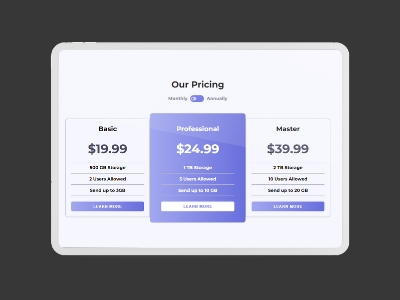 Our Pricing
Monthly Annually
Basic
$19.99
500 GB Storage
2 Users Allowed
Send up to 3GB
LEARN MORE
Professional
$24.99
1 TB Storage
5 Users Allowed
Send up to 10 GB
LEARN MORE
Master
$39.99
2 TB Storage
10 Users Allowed
Send up to 20 GB
LEARN MORE